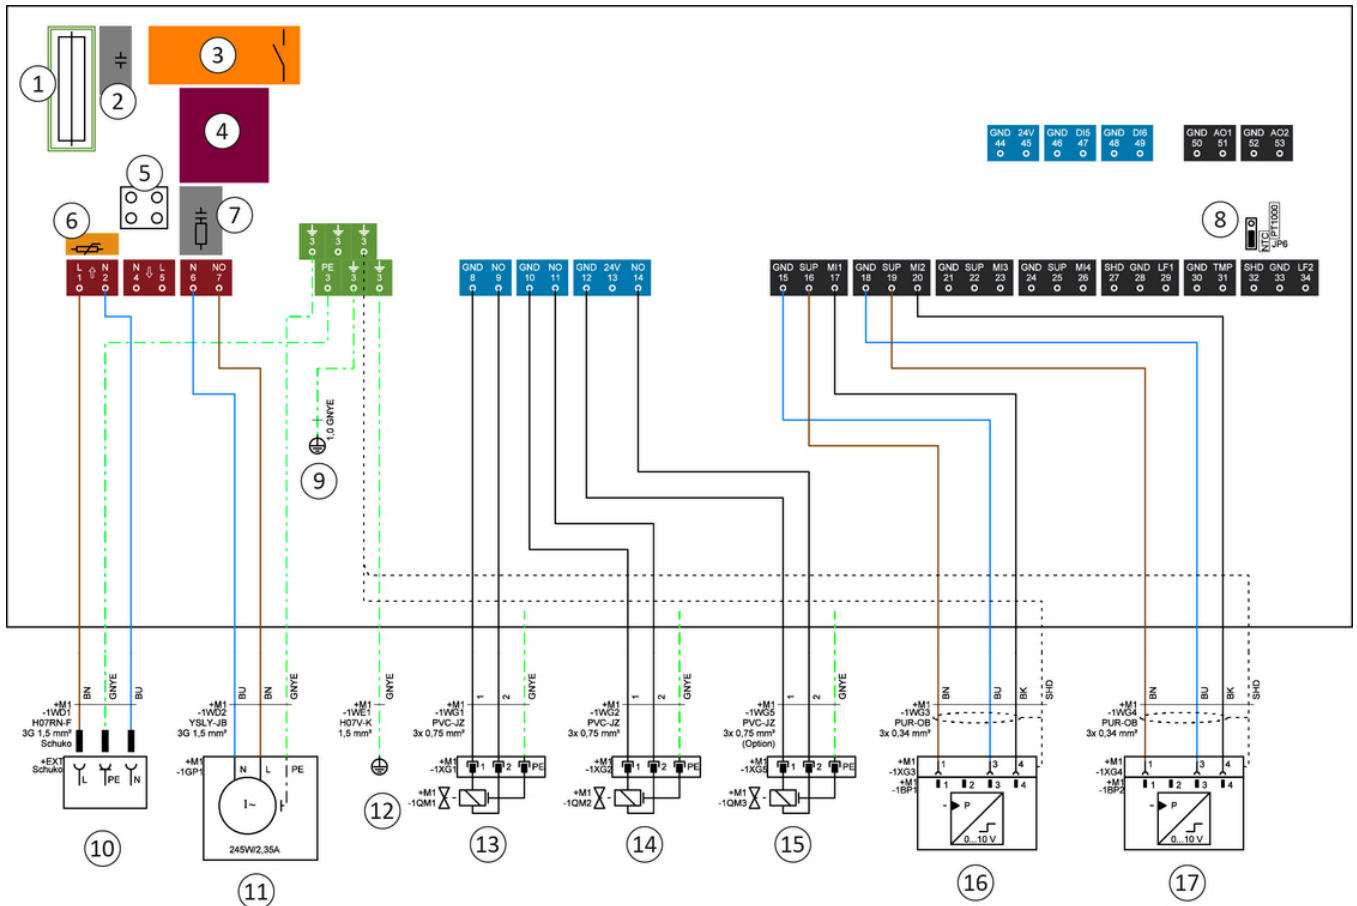 1
2
3
4
5
6
7
8
NTC
PT1000
JP6
GND 24V GND DI5 GND DI6
44 45 46 47 48 49
GND AO1 GND AO2
50 51 52 53
3 3 3
L N N L N NO
1 2 4 5 6 7
PE
3 3 3
GND NO GND NO GND 24V NO
8 9 10 11 12 13 14
GND SUP MI1 GND SUP MI2 GND SUP MI3 GND SUP MI4 SHD GND LF1 GND TMP SHD GND LF2
15 16 17 18 19 20 21 22 23 24 25 26 27 28 29 30 31 32 33 34
1,0 GNYE
9
BN GNYE BU
BU BN GNYE
GNYE
1 2 GNYE
1 2 GNYE
1 2 GNYE
BN BU BK SHD
BN BU BK SHD
+M1
-1WD1
H07RN-F
3G 1,5 mm²
Schuko
+EXT
Schuko
L PE N
10
+M1
-1WD2
YSLY-JB
3G 1,5 mm²
+M1
-1GP1
N L PE
1~
245W/2,35A
11
+M1
-1WE1
H07V-K
1,5 mm²
12
+M1
-1WG1
PVC-JZ
3x 0,75 mm²
+M1
-1XG1
1 2 PE
+M1
-1QM1
13
+M1
-1WG2
PVC-JZ
3x 0,75 mm²
+M1
-1XG2
1 2 PE
+M1
-1QM2
14
+M1
-1WG5
PVC-JZ
3x 0,75 mm²
(Option)
+M1
-1XG5
1 2 PE
+M1
-1QM3
15
+M1
-1WG3
PUR-OB
3x 0,34 mm²
+M1
-1XG3
+M1
-1BP1
1 3 4
1 2 3 4
- P
0...10 V
16
+M1
-1WG4
PUR-OB
3x 0,34 mm²
+M1
-1XG4
+M1
-1BP2
1 3 4
1 2 3 4
- P
0...10 V
17